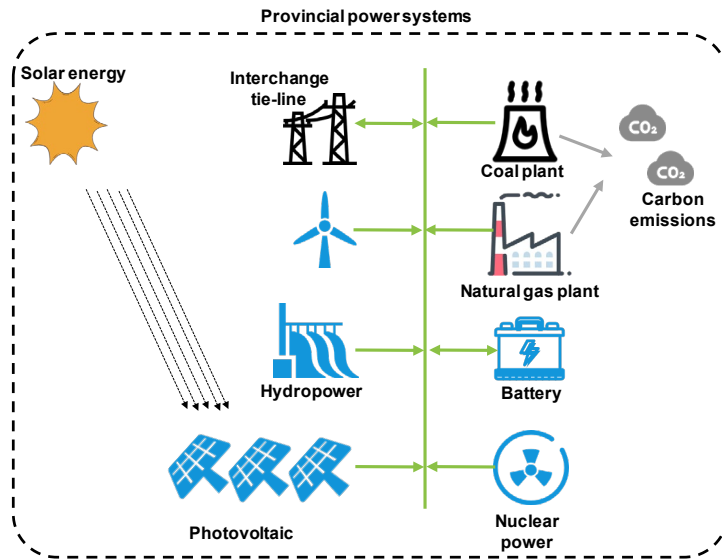 Provincial power systems
Solar energy
Interchange
tie-line
Coal plant
CO₂
CO₂
Carbon
emissions
Natural gas plant
Hydropower
Battery
Photovoltaic
Nuclear
power